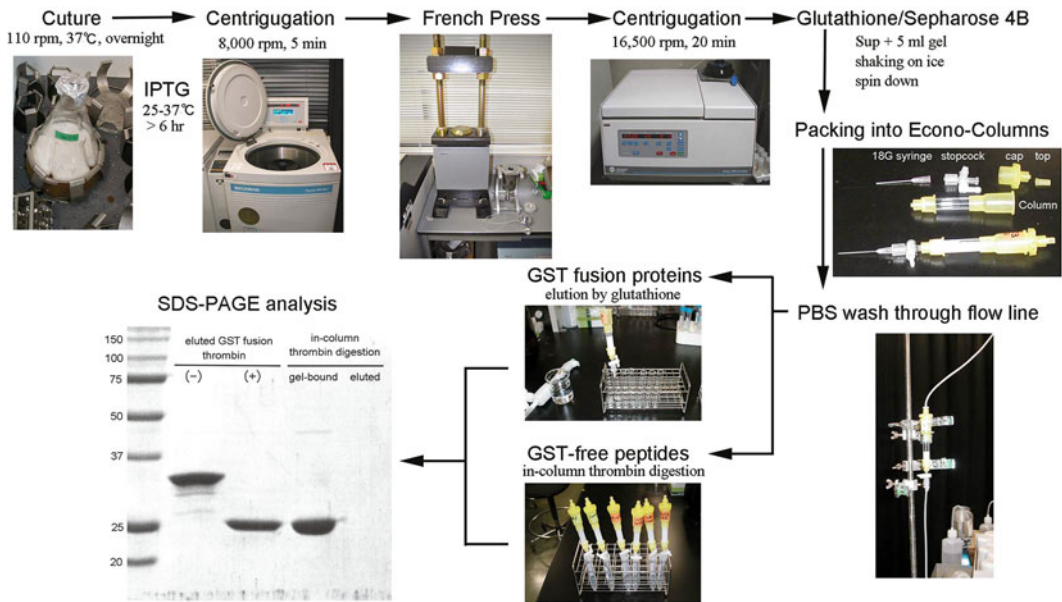 Cuture
110 rpm, 37℃, overnight
IPTG
25-37℃
> 6 hr
Centrigugation
8,000 rpm, 5 min
French Press
Centrigugation
16,500 rpm, 20 min
Glutathione/Sepharose 4B
Sup + 5 ml gel
shaking on ice
spin down
Packing into Econo-Columns
18G syringe stopcock cap top
Column
PBS wash through flow line
GST fusion proteins
elution by glutathione
GST-free peptides
in-column thrombin digestion
SDS-PAGE analysis
eluted GST fusion
thrombin
(−) (+)
in-column
thrombin digestion
gel-bound eluted
150
100
75
50
37
25
20